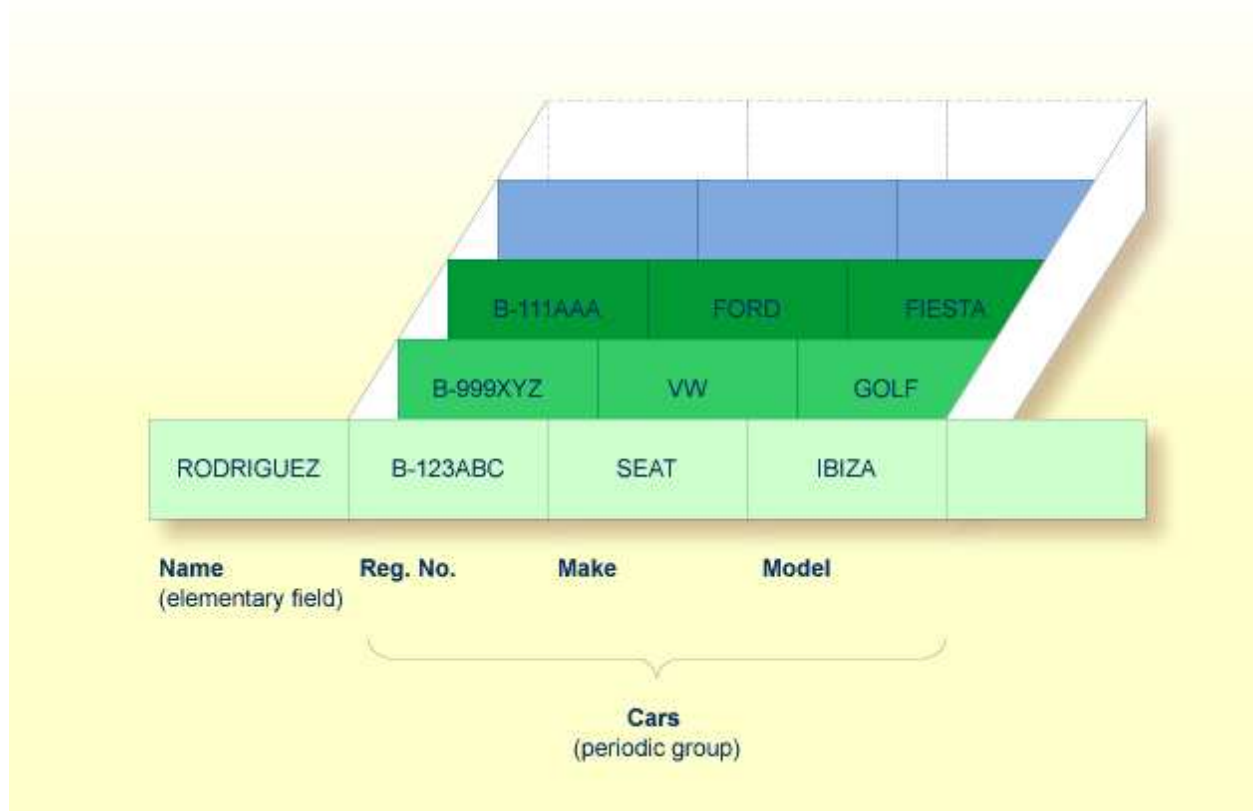 B-111AAA FORD FIESTA
B-999XYZ VW GOLF
RODRIGUEZ B-123ABC SEAT IBIZA
Name Reg. No. Make Model
(elementary field)
Cars
(periodic group)